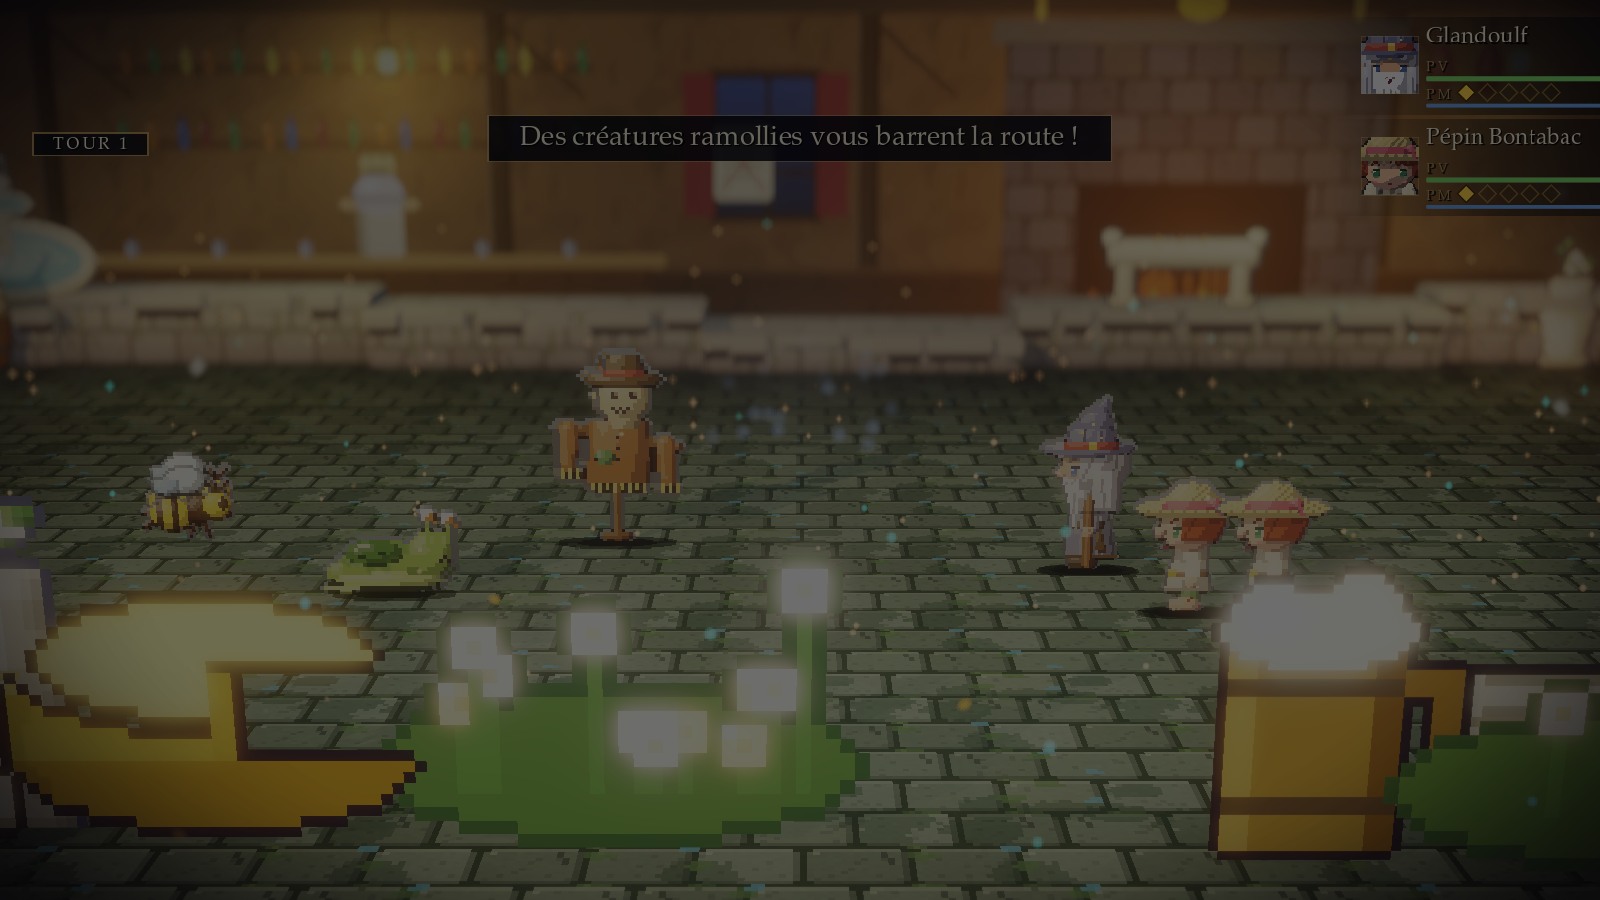 Glandoulf
PV
PM
TOUR 1
Des créatures ramollies vous barrent la route !
Pépin Bontabac
PV
PM